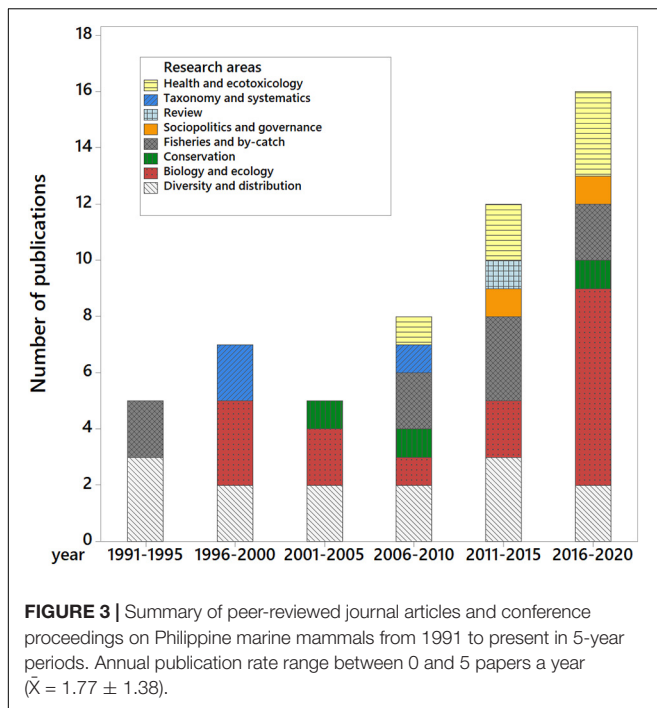 18
16
14
12
10
8
6
4
2
0
Number of publications
Research areas
Health and ecotoxicology
Taxonomy and systematics
Review
Sociopolitics and governance
Fisheries and by-catch
Conservation
Biology and ecology
Diversity and distribution
year 1991-1995 1996-2000 2001-2005 2006-2010 2011-2015 2016-2020
FIGURE 3 | Summary of peer-reviewed journal articles and conference
proceedings on Philippine marine mammals from 1991 to present in 5-year
periods. Annual publication rate range between 0 and 5 papers a year
(X̄ = 1.77 ± 1.38).